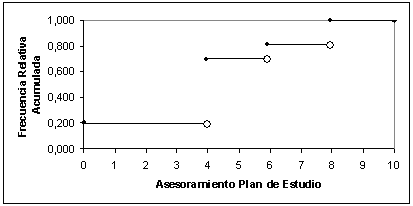 Frecuencia Relativa
Acumulada
1,000
0,800
0,600
0,400
0,200
0,000
0 1 2 3 4 5 6 7 8 9 10
Asesoramiento Plan de Estudio